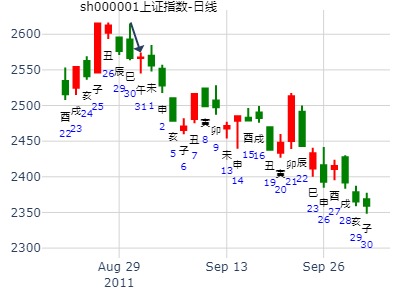 sh000001上证指数-日线
2600
2550
2500
2450
2400
2350
2300
酉
22
戌
23
亥
24
子
25
丑
26
辰
29
巳
30
午
31
未
1
申
2
亥
5
子
6
丑
7
寅
8
卯
9
未
13
申
14
酉
15
戌
16
丑
19
寅
20
卯
21
辰
22
巳
23
申
26
酉
27
戌
28
亥
29
子
30
Aug 29
2011
Sep 13
Sep 26